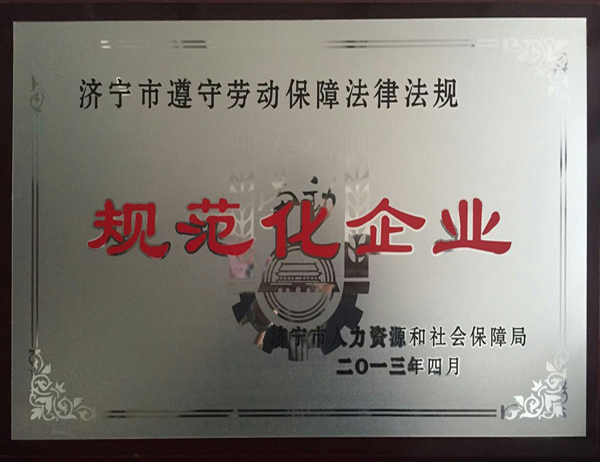 济宁市遵守劳动保障法律法规
规范化企业
济宁市人力资源和社会保障局
二〇一三年四月